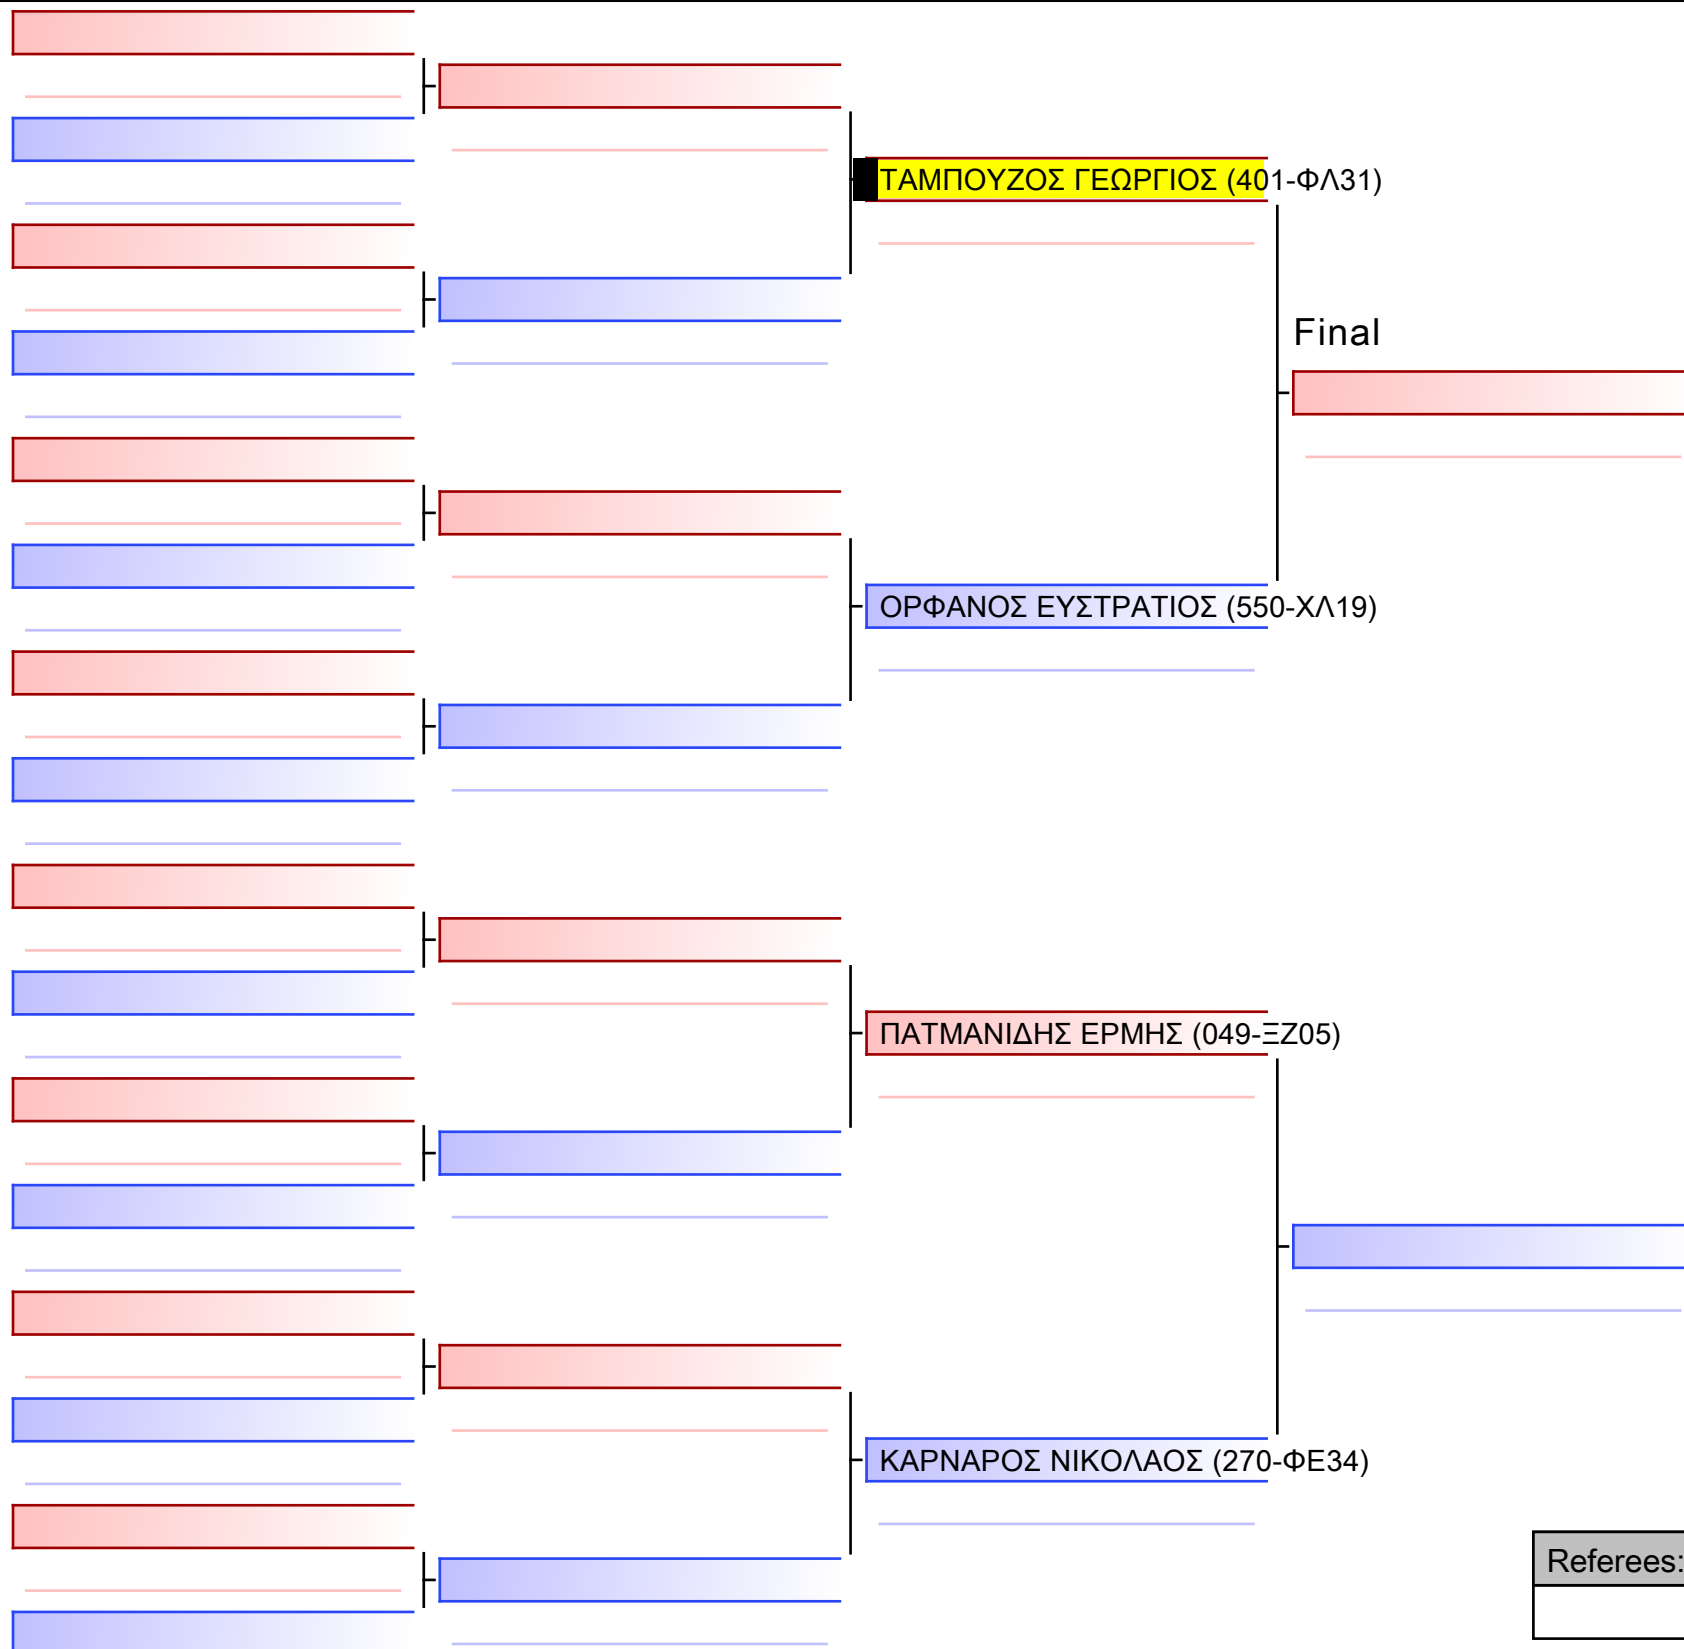 ΤΑΜΠΟΥΖΟΣ ΓΕΩΡΓΙΟΣ (401-ΦΛ31)
Final
ΟΡΦΑΝΟΣ ΕΥΣΤΡΑΤΙΟΣ (550-ΧΛ19)
ΠΑΤΜΑΝΙΔΗΣ ΕΡΜΗΣ (049-ΞΖ05)
ΚΑΡΝΑΡΟΣ ΝΙΚΟΛΑΟΣ (270-ΦΕ34)
Referees: